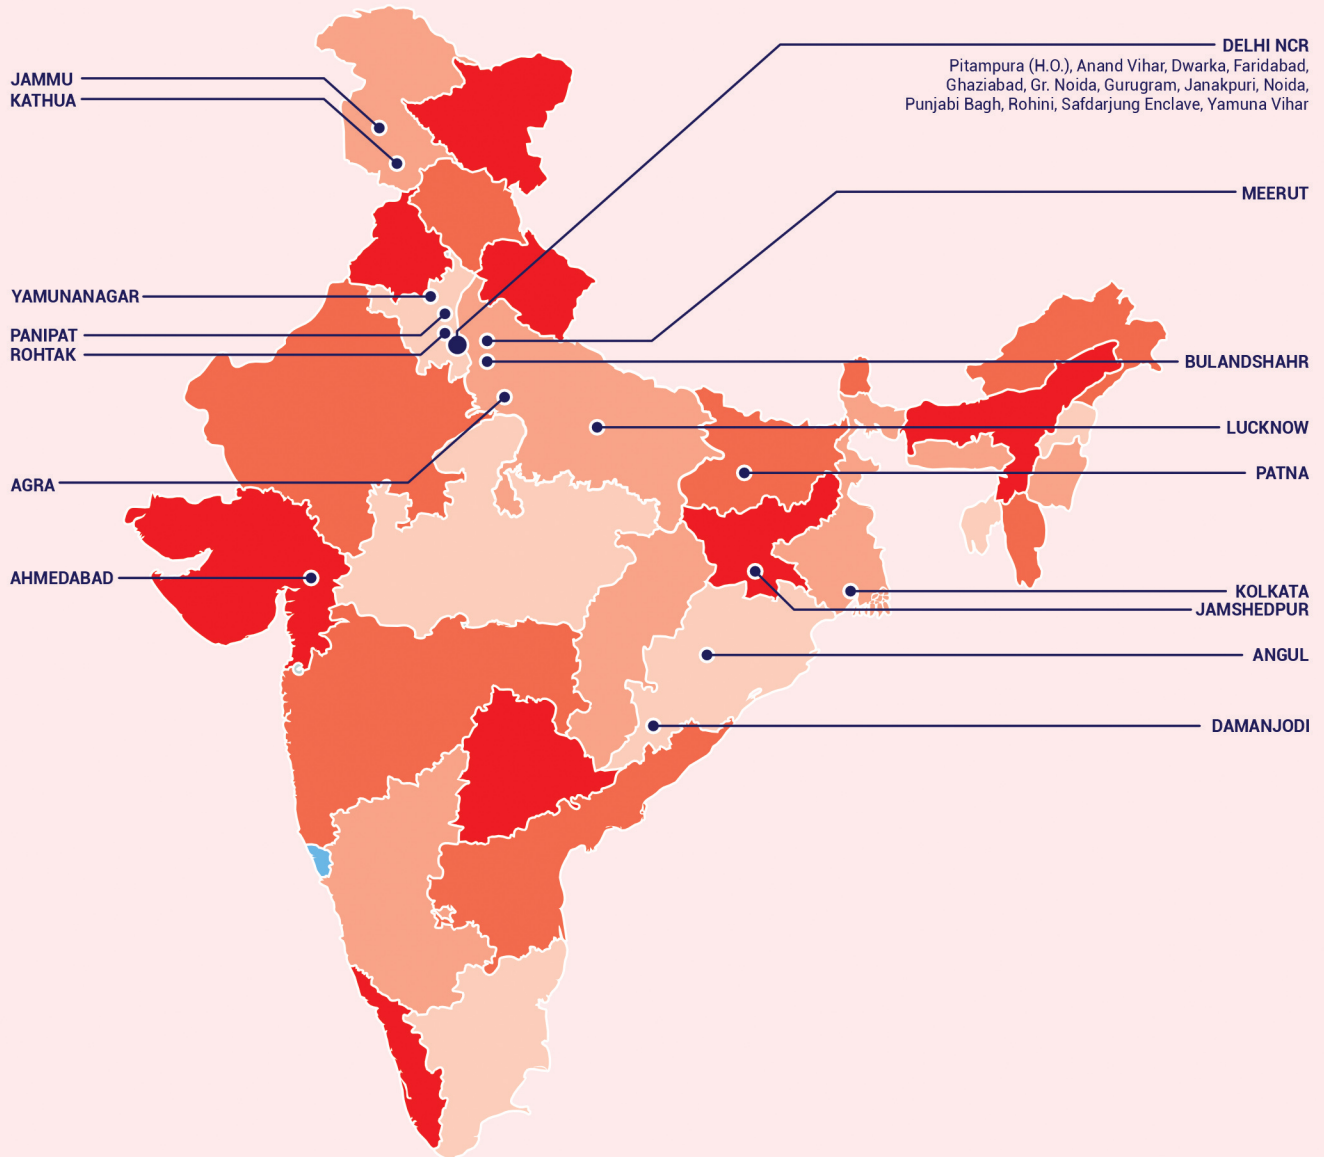 JAMMU
KATHUA
YAMUNANAGAR
PANIPAT
ROHTAK
AGRA
AHMEDABAD
DELHI NCR
Pitampura (H.O.), Anand Vihar, Dwarka, Faridabad,
Ghaziabad, Gr. Noida, Gurugram, Janakpuri, Noida,
Punjabi Bagh, Rohini, Safdarjung Enclave, Yamuna Vihar
MEERUT
BULANDSHAHR
LUCKNOW
PATNA
KOLKATA
JAMSHEDPUR
ANGUL
DAMANJODI